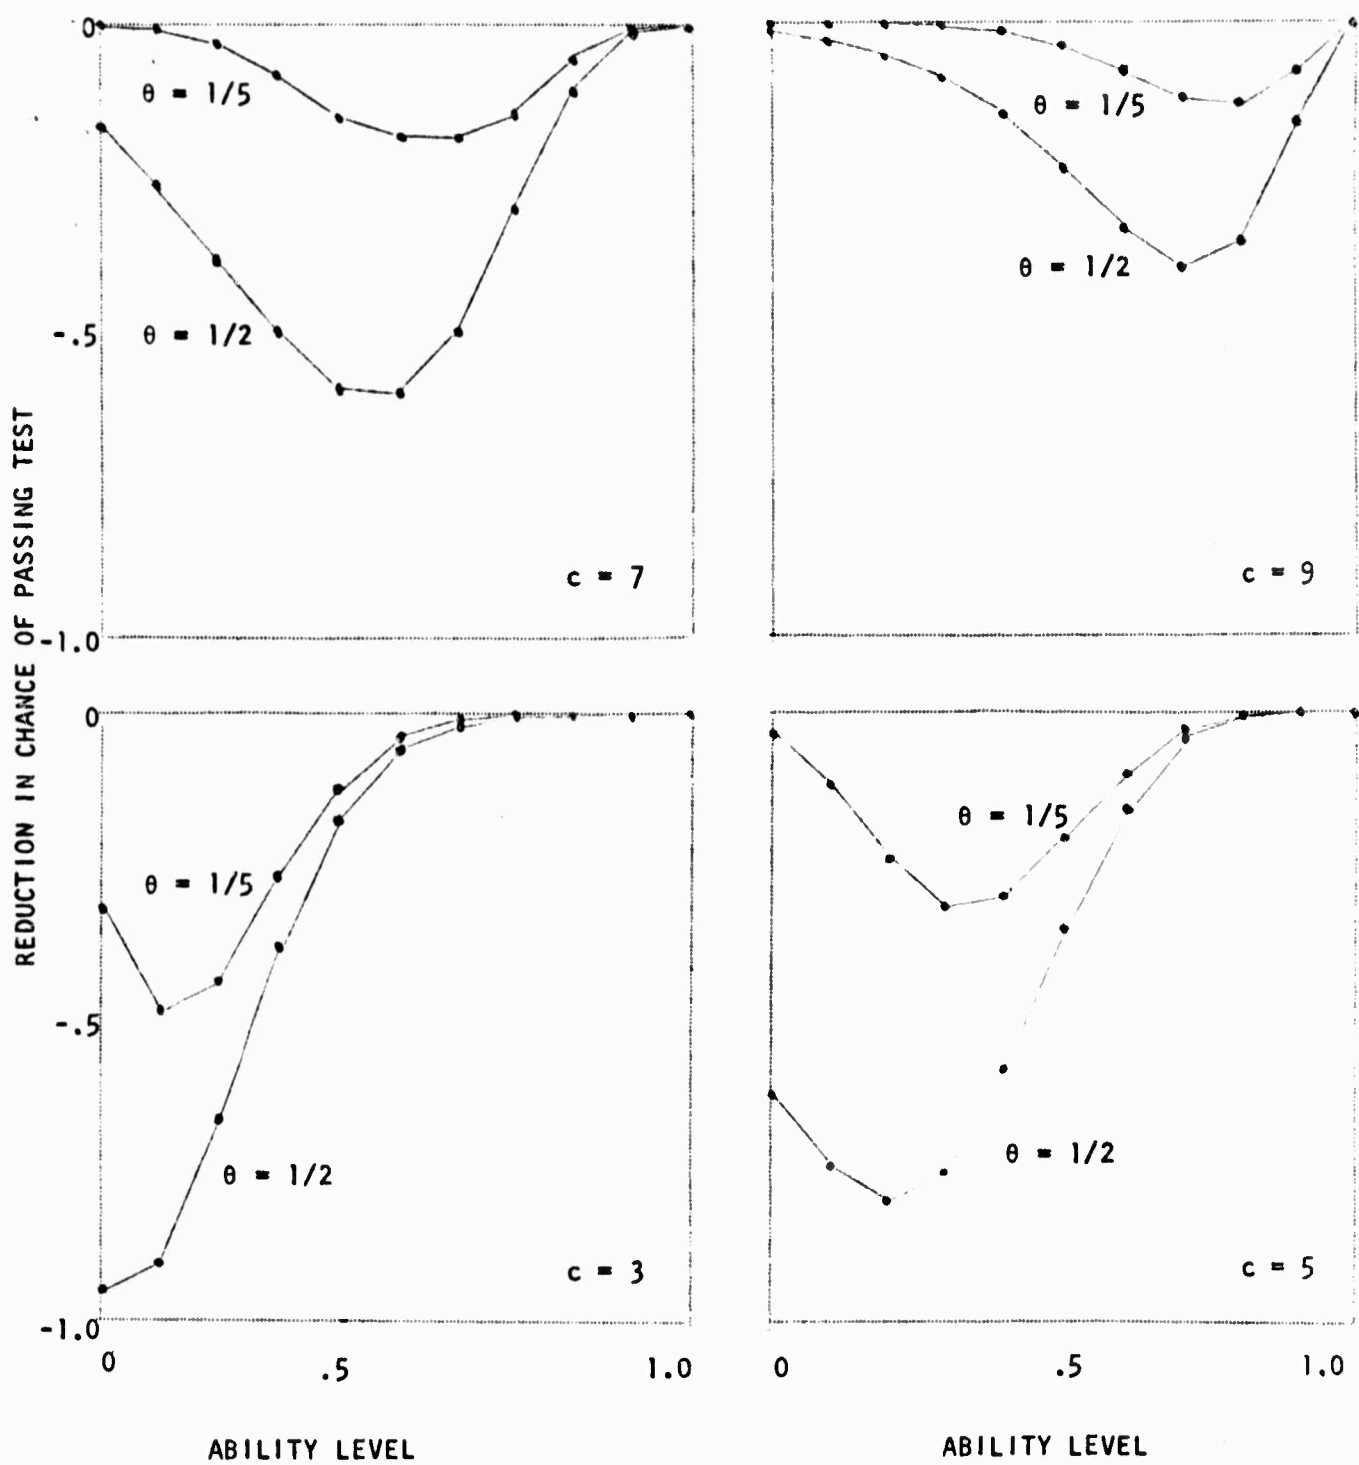 REDUCTION IN CHANCE OF PASSING TEST
0
θ = 1/5
-.5
θ = 1/2
c = 7
-1.0
θ = 1/5
θ = 1/2
c = 9
0
θ = 1/5
-.5
θ = 1/2
c = 3
-1.0
0 .5 1.0
ABILITY LEVEL
θ = 1/5
θ = 1/2
c = 5
0 .5 1.0
ABILITY LEVEL